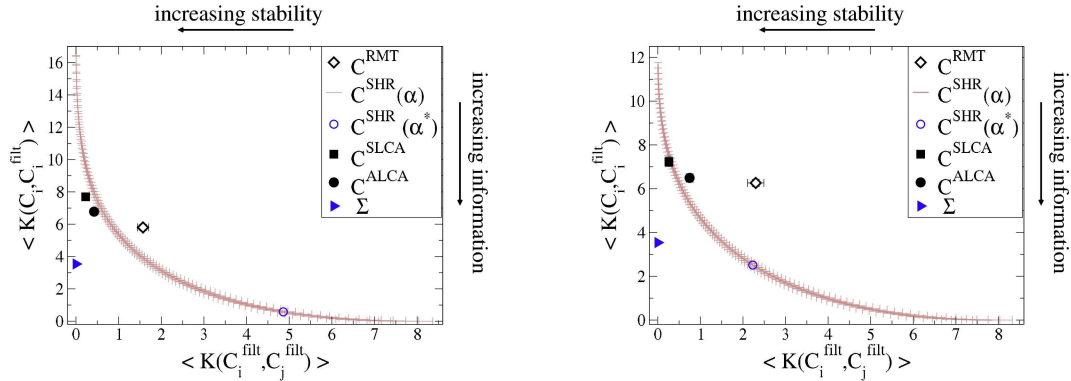 increasing stability
18
16
14
12
10
8
6
4
2
0
0 1 2 3 4 5 6 7 8
< K(C_i, C_i^filt) >
< K(C_i^filt, C_j^filt) >
C^RMT
C^SHR(α)
C^SHR(α*)
C^SLCA
C^ALCA
Σ
increasing information
increasing stability
12
10
8
6
4
2
0
0 1 2 3 4 5 6 7 8
< K(C_i, C_i^filt) >
< K(C_i^filt, C_j^filt) >
C^RMT
C^SHR(α)
C^SHR(α*)
C^SLCA
C^ALCA
Σ
increasing information